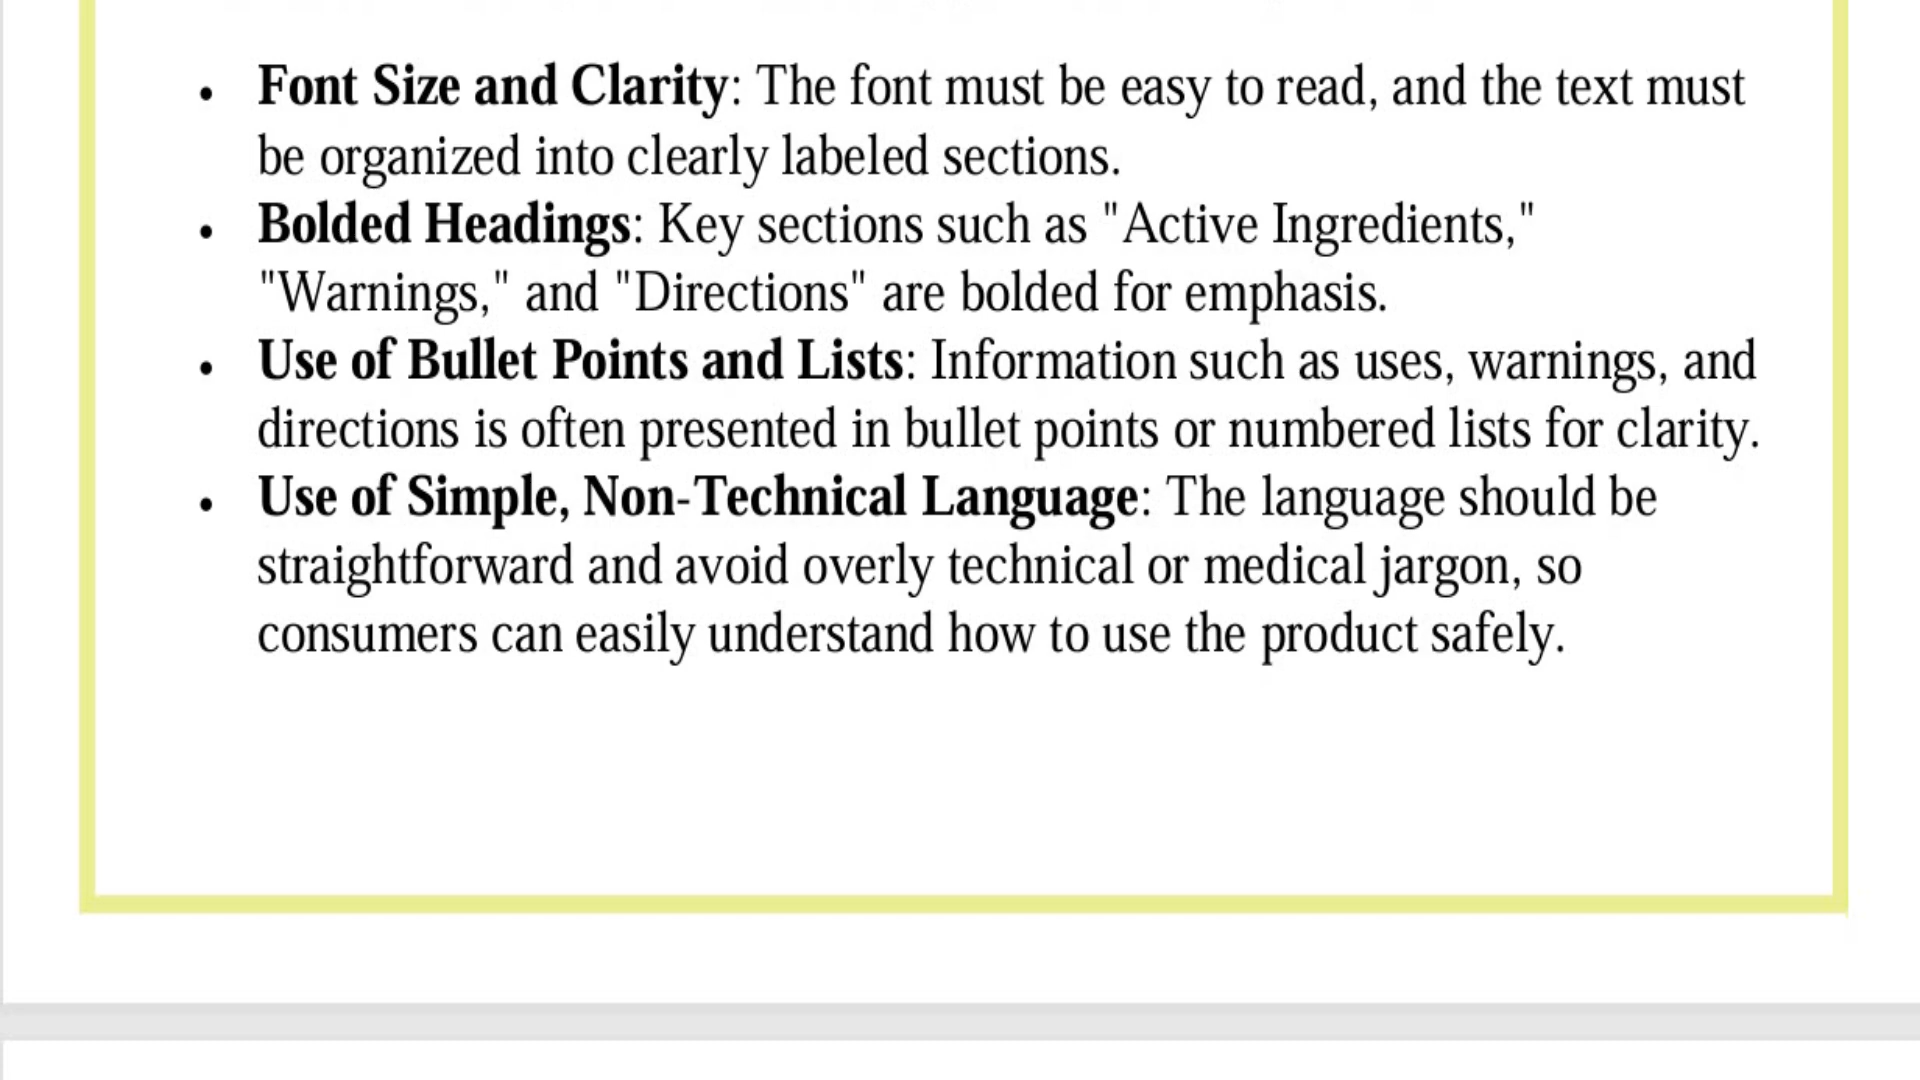 • Font Size and Clarity: The font must be easy to read, and the text must
be organized into clearly labeled sections.
• Bolded Headings: Key sections such as "Active Ingredients,"
"Warnings," and "Directions" are bolded for emphasis.
• Use of Bullet Points and Lists: Information such as uses, warnings, and
directions is often presented in bullet points or numbered lists for clarity.
• Use of Simple, Non-Technical Language: The language should be
straightforward and avoid overly technical or medical jargon, so
consumers can easily understand how to use the product safely.